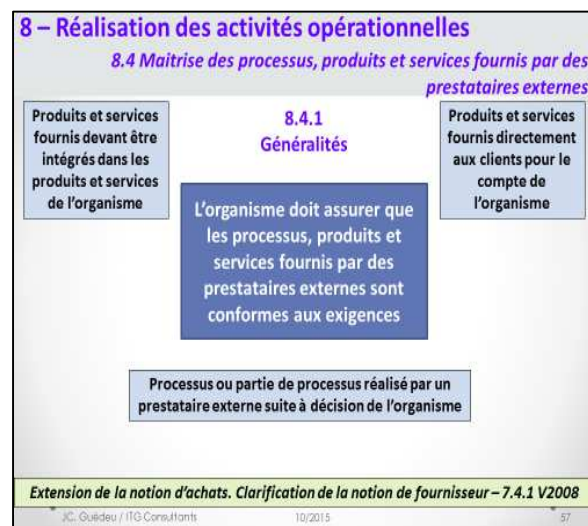 8 – Réalisation des activités opérationnelles
8.4 Maitrise des processus, produits et services fournis par des
prestataires externes
Produits et services
fournis devant être
intégrés dans les
produits et services
de l'organisme
8.4.1
Généralités
Produits et services
fournis directement
aux clients pour le
compte de
l'organisme
L'organisme doit assurer que
les processus, produits et
services fournis par des
prestataires externes sont
conformes aux exigences
Processus ou partie de processus réalisé par un
prestataire externe suite à décision de l'organisme
Extension de la notion d'achats. Clarification de la notion de fournisseur – 7.4.1 V2008
JC. Guédeu / ITG Consultants
10/2015
57